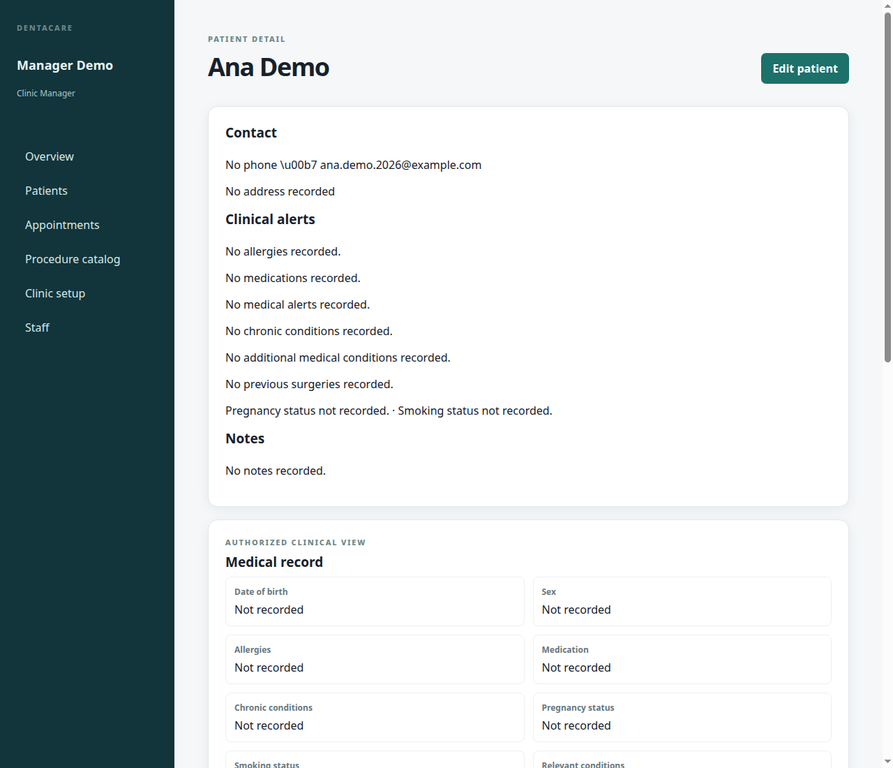 DENTACARE
Manager Demo
Clinic Manager
Overview
Patients
Appointments
Procedure catalog
Clinic setup
Staff
PATIENT DETAIL
Ana Demo
Edit patient
Contact
No phone \u00b7 ana.demo.2026@example.com
No address recorded
Clinical alerts
No allergies recorded.
No medications recorded.
No medical alerts recorded.
No chronic conditions recorded.
No additional medical conditions recorded.
No previous surgeries recorded.
Pregnancy status not recorded. · Smoking status not recorded.
Notes
No notes recorded.
AUTHORIZED CLINICAL VIEW
Medical record
Date of birth
Not recorded
Sex
Not recorded
Allergies
Not recorded
Medication
Not recorded
Chronic conditions
Not recorded
Pregnancy status
Not recorded
Smoking status
Relevant conditions